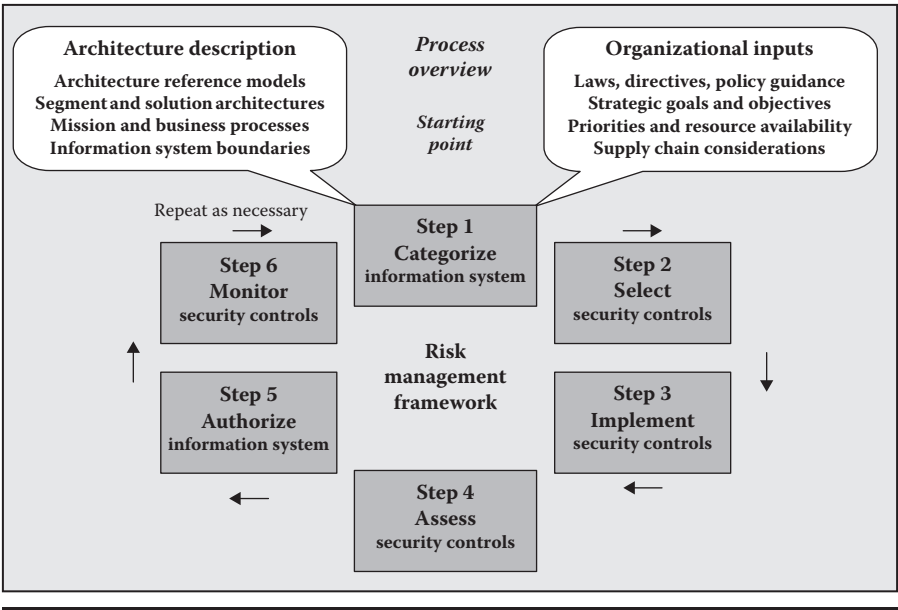 Architecture description
Architecture reference models
Segment and solution architectures
Mission and business processes
Information system boundaries
Process
overview
Starting
point
Organizational inputs
Laws, directives, policy guidance
Strategic goals and objectives
Priorities and resource availability
Supply chain considerations
Repeat as necessary
Step 1
Categorize
information system
Step 2
Select
security controls
Step 3
Implement
security controls
Step 4
Assess
security controls
Step 5
Authorize
information system
Step 6
Monitor
security controls
Risk
management
framework